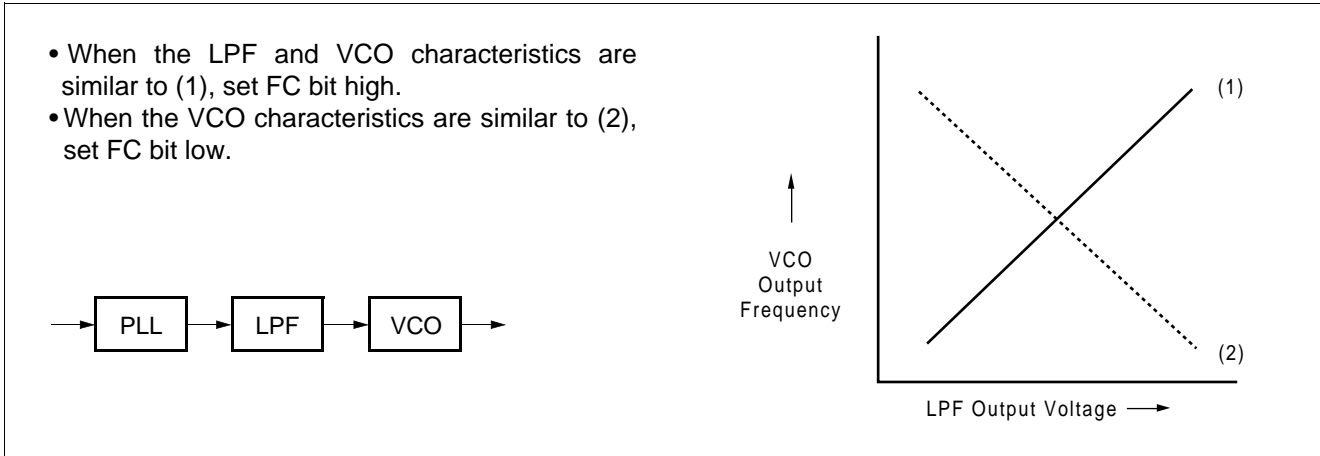 • When the LPF and VCO characteristics are
similar to (1), set FC bit high.
• When the VCO characteristics are similar to (2),
set FC bit low.
PLL
LPF
VCO
(1)
VCO
Output
Frequency
(2)
LPF Output Voltage